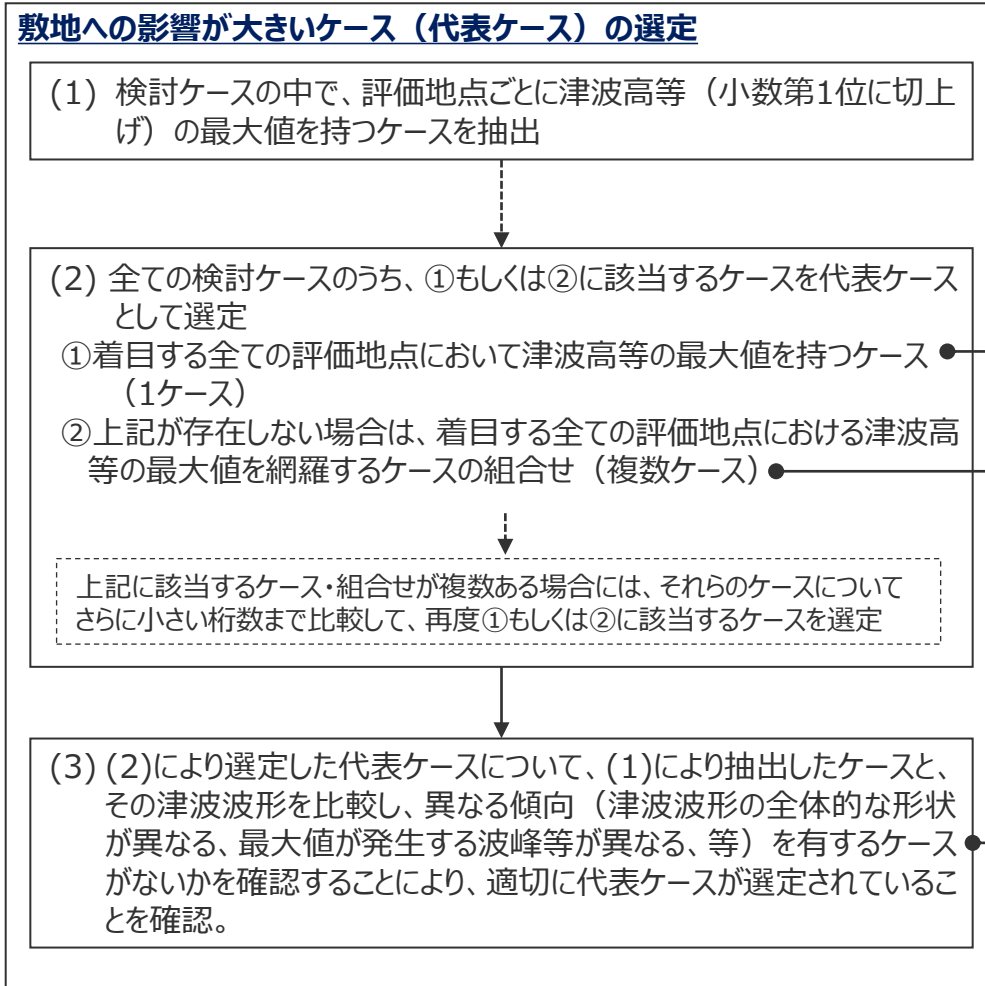 敷地への影響が大きいケース（代表ケース）の選定
(1) 検討ケースの中で、評価地点ごとに津波高等（小数第1位に切上
げ）の最大値を持つケースを抽出
(2) 全ての検討ケースのうち、①もしくは②に該当するケースを代表ケース
として選定
①着目する全ての評価地点において津波高等の最大値を持つケース
（1ケース）
②上記が存在しない場合は、着目する全ての評価地点における津波高
等の最大値を網羅するケースの組合せ（複数ケース）
上記に該当するケース・組合せが複数ある場合には、それらのケースについて
さらに小さい桁数まで比較して、再度①もしくは②に該当するケースを選定
(3) (2)により選定した代表ケースについて、(1)により抽出したケースと、
その津波波形を比較し、異なる傾向（津波波形の全体的な形状
が異なる、最大値が発生する波峰等が異なる、等）を有するケース
がないかを確認することにより、適切に代表ケースが選定されているこ
とを確認。